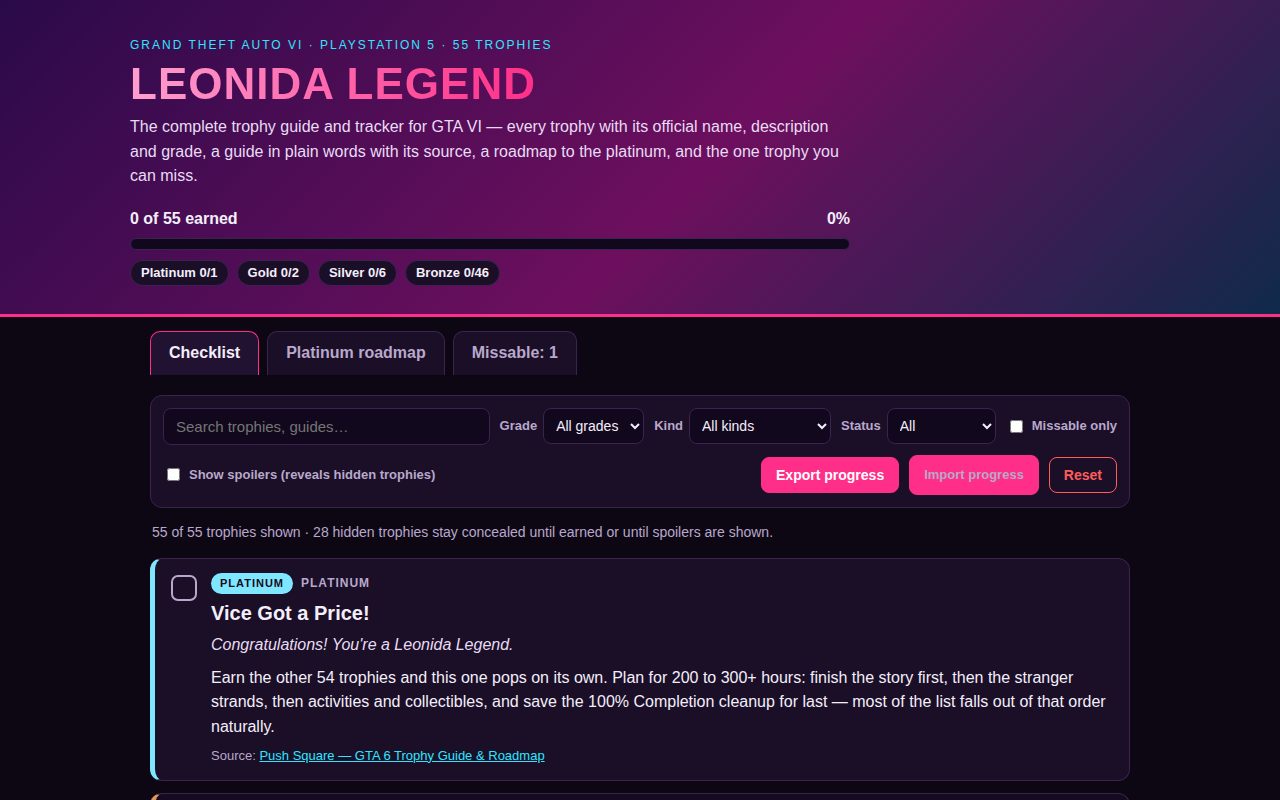 GRAND THEFT AUTO VI · PLAYSTATION 5 · 55 TROPHIES
LEONIDA LEGEND
The complete trophy guide and tracker for GTA VI — every trophy with its official name, description
and grade, a guide in plain words with its source, a roadmap to the platinum, and the one trophy you
can miss.
0 of 55 earned 0%
Platinum 0/1 Gold 0/2 Silver 0/6 Bronze 0/46
Checklist Platinum roadmap Missable: 1
Search trophies, guides… Grade All grades Kind All kinds Status All Missable only
Show spoilers (reveals hidden trophies) Export progress Import progress Reset
55 of 55 trophies shown · 28 hidden trophies stay concealed until earned or until spoilers are shown.
PLATINUM PLATINUM
Vice Got a Price!
Congratulations! You're a Leonida Legend.
Earn the other 54 trophies and this one pops on its own. Plan for 200 to 300+ hours: finish the story first, then the stranger
strands, then activities and collectibles, and save the 100% Completion cleanup for last — most of the list falls out of that order
naturally.
Source: Push Square — GTA 6 Trophy Guide & Roadmap